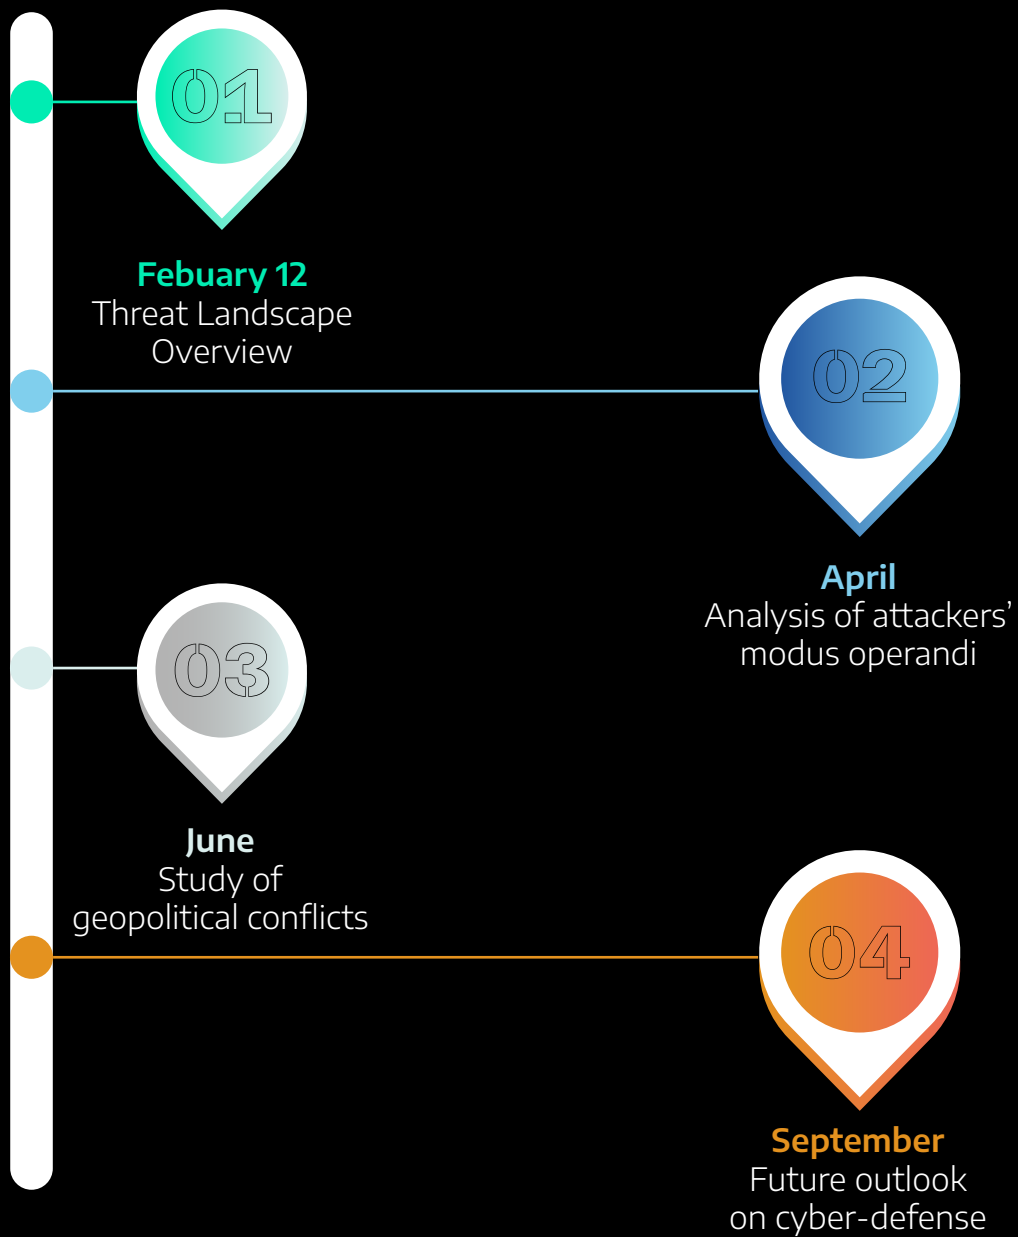 01
Febuary 12
Threat Landscape
Overview
02
April
Analysis of attackers’
modus operandi
03
June
Study of
geopolitical conflicts
04
September
Future outlook
on cyber-defense